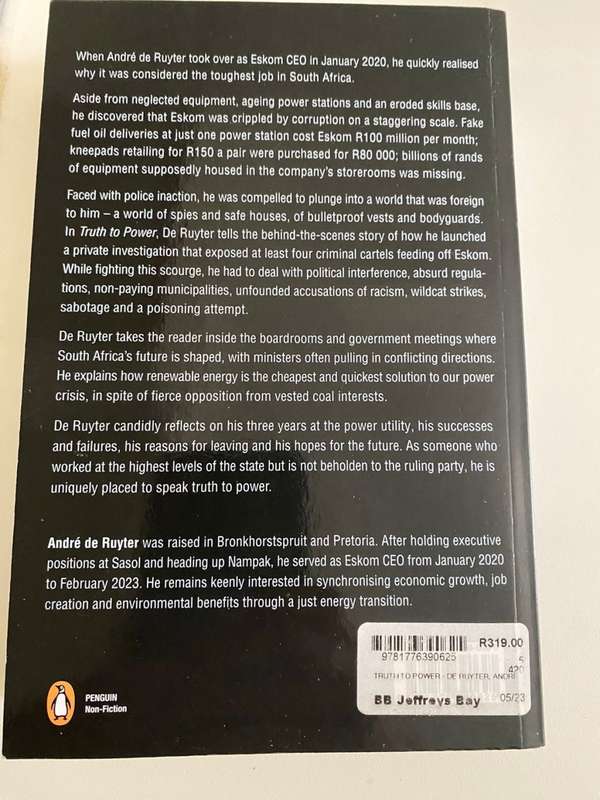 When André de Ruyter took over as Eskom CEO in January 2020, he quickly realised
why it was considered the toughest job in South Africa.
Aside from neglected equipment, ageing power stations and an eroded skills base,
he discovered that Eskom was crippled by corruption on a staggering scale. Fake
fuel oil deliveries at just one power station cost Eskom R100 million per month;
kneepads retailing for R150 a pair were purchased for R80 000; billions of rands
of equipment supposedly housed in the company's storerooms was missing.
Faced with police inaction, he was compelled to plunge into a world that was foreign
to him – a world of spies and safe houses, of bulletproof vests and bodyguards.
In Truth to Power, De Ruyter tells the behind-the-scenes story of how he launched
a private investigation that exposed at least four criminal cartels feeding off Eskom.
While fighting this scourge, he had to deal with political interference, absurd regula-
tions, non-paying municipalities, unfounded accusations of racism, wildcat strikes,
sabotage and a poisoning attempt.
De Ruyter takes the reader inside the boardrooms and government meetings where
South Africa's future is shaped, with ministers often pulling in conflicting directions.
He explains how renewable energy is the cheapest and quickest solution to our power
crisis, in spite of fierce opposition from vested coal interests.
De Ruyter candidly reflects on his three years at the power utility, his successes
and failures, his reasons for leaving and his hopes for the future. As someone who
worked at the highest levels of the state but is not beholden to the ruling party, he is
uniquely placed to speak truth to power.
André de Ruyter was raised in Bronkhorstspruit and Pretoria. After holding executive
positions at Sasol and heading up Nampak, he served as Eskom CEO from January 2020
to February 2023. He remains keenly interested in synchronising economic growth, job
creation and environmental benefits through a just energy transition.
R319.00
9781776390625
5
420
TRUTH TO POWER - DE RUYTER, ANDRE
BB Jeffreys Bay
05/23
PENGUIN
Non-Fiction